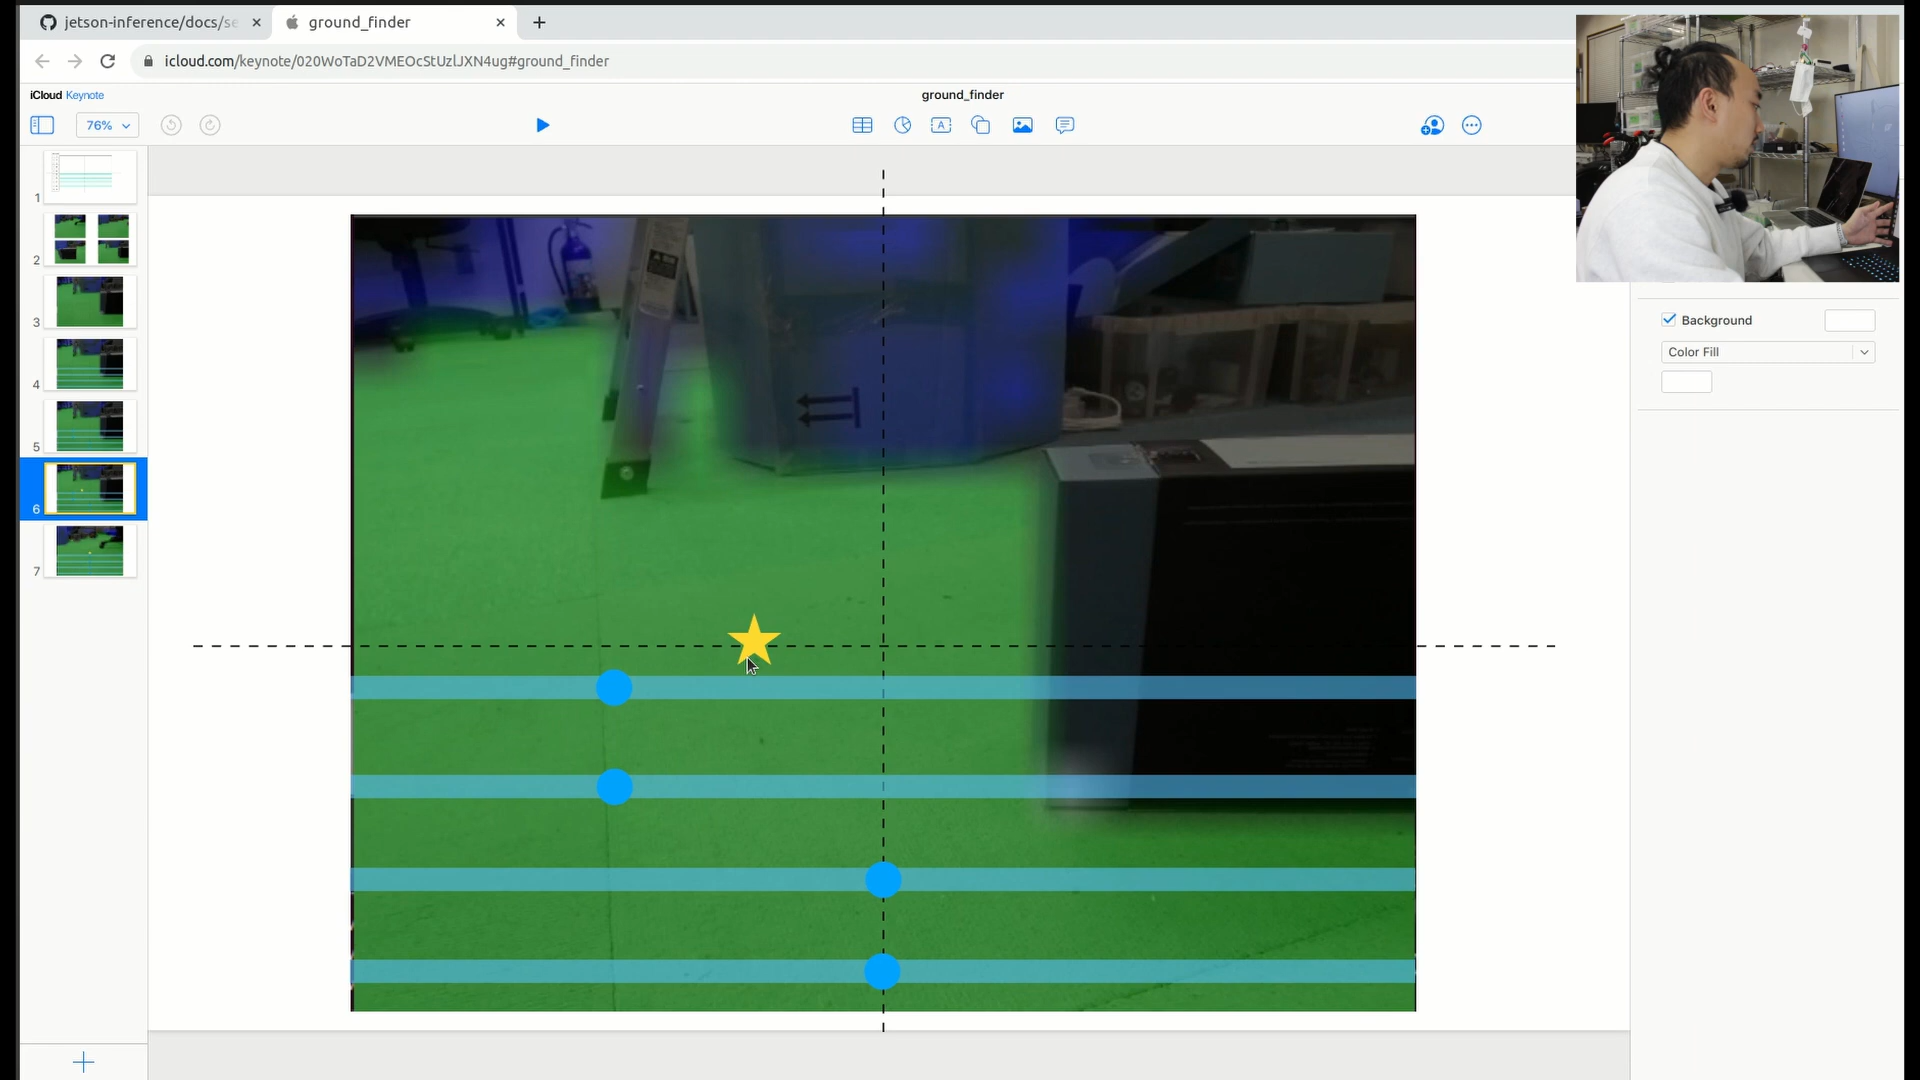 jetson-inference/docs/se
ground_finder
icloud.com/keynote/020WoTaD2VMEOcStUzlJXN4ug#ground_finder
iCloud Keynote
ground_finder
76%
A
1
2
3
4
5
6
7
Background
Color Fill